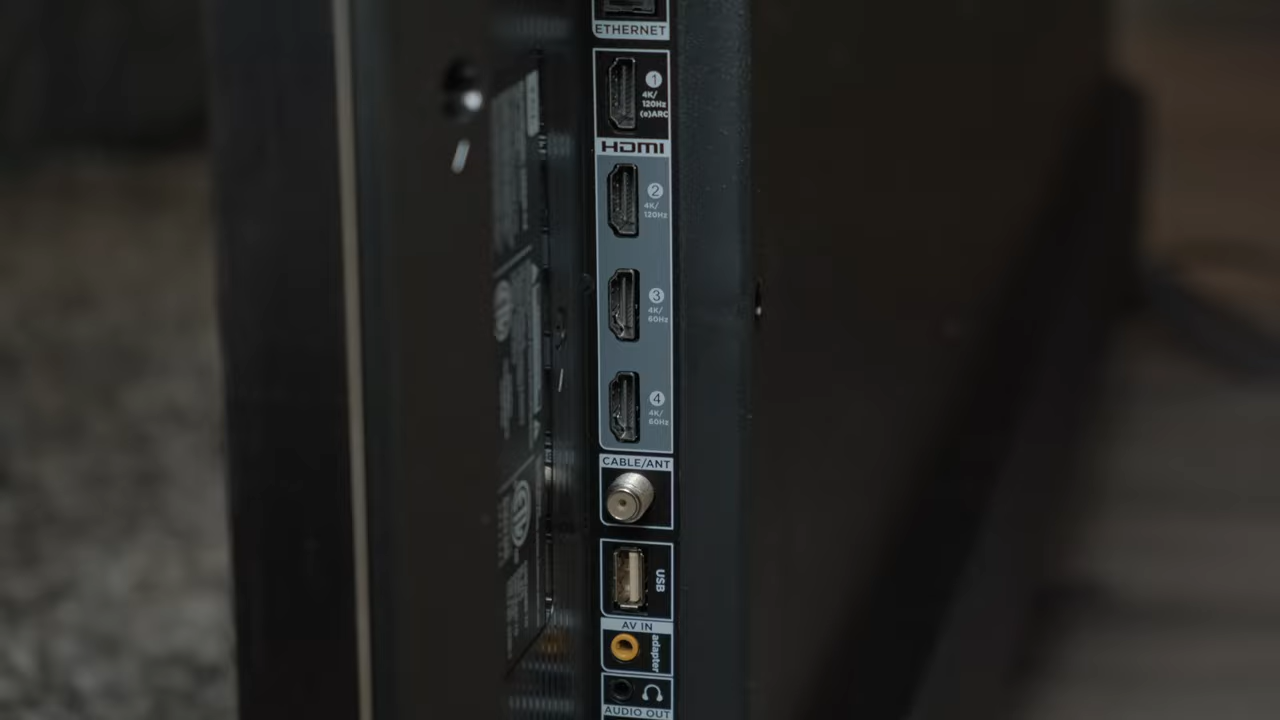 ETHERNET
1
4K/
120Hz
(e)ARC
HDMI
2
4K/
120Hz
3
4K/
60Hz
4
4K/
60Hz
CABLE/ANT
USB
AV IN
adapter
AUDIO OUT